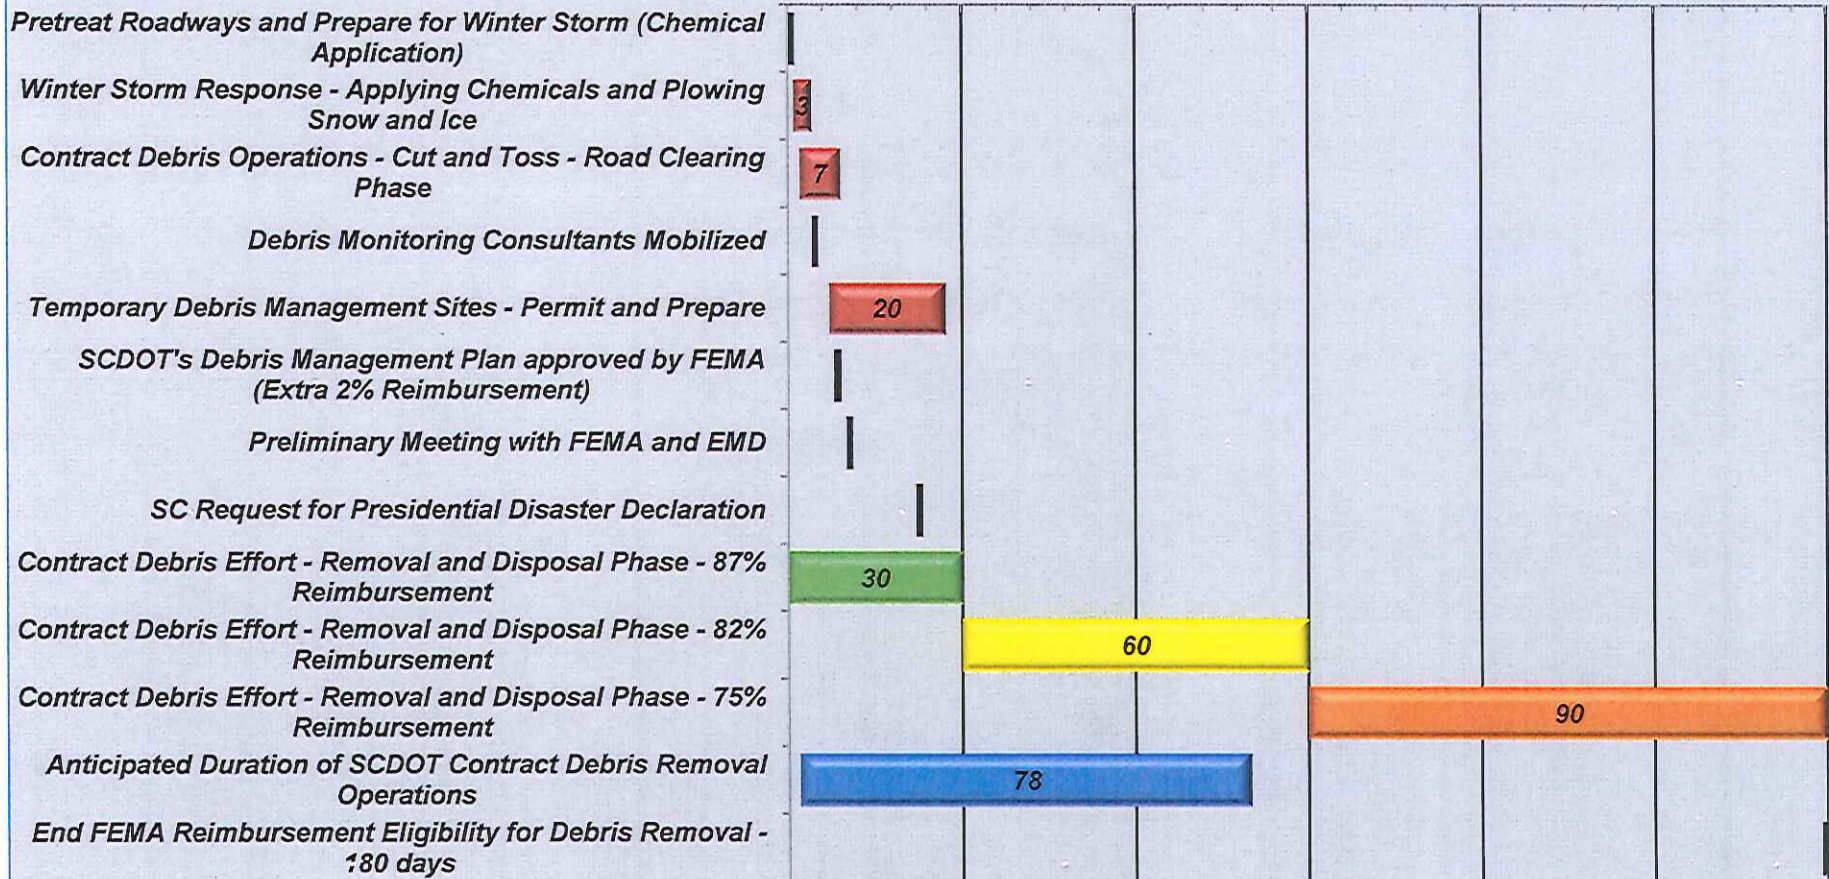 Pretreat Roadways and Prepare for Winter Storm (Chemical
Application)
Winter Storm Response - Applying Chemicals and Plowing
Snow and Ice
3
Contract Debris Operations - Cut and Toss - Road Clearing
Phase
7
Debris Monitoring Consultants Mobilized
Temporary Debris Management Sites - Permit and Prepare
20
SCDOT's Debris Management Plan approved by FEMA
(Extra 2% Reimbursement)
Preliminary Meeting with FEMA and EMD
SC Request for Presidential Disaster Declaration
Contract Debris Effort - Removal and Disposal Phase - 87%
Reimbursement
30
Contract Debris Effort - Removal and Disposal Phase - 82%
Reimbursement
60
Contract Debris Effort - Removal and Disposal Phase - 75%
Reimbursement
90
Anticipated Duration of SCDOT Contract Debris Removal
Operations
78
End FEMA Reimbursement Eligibility for Debris Removal -
180 days